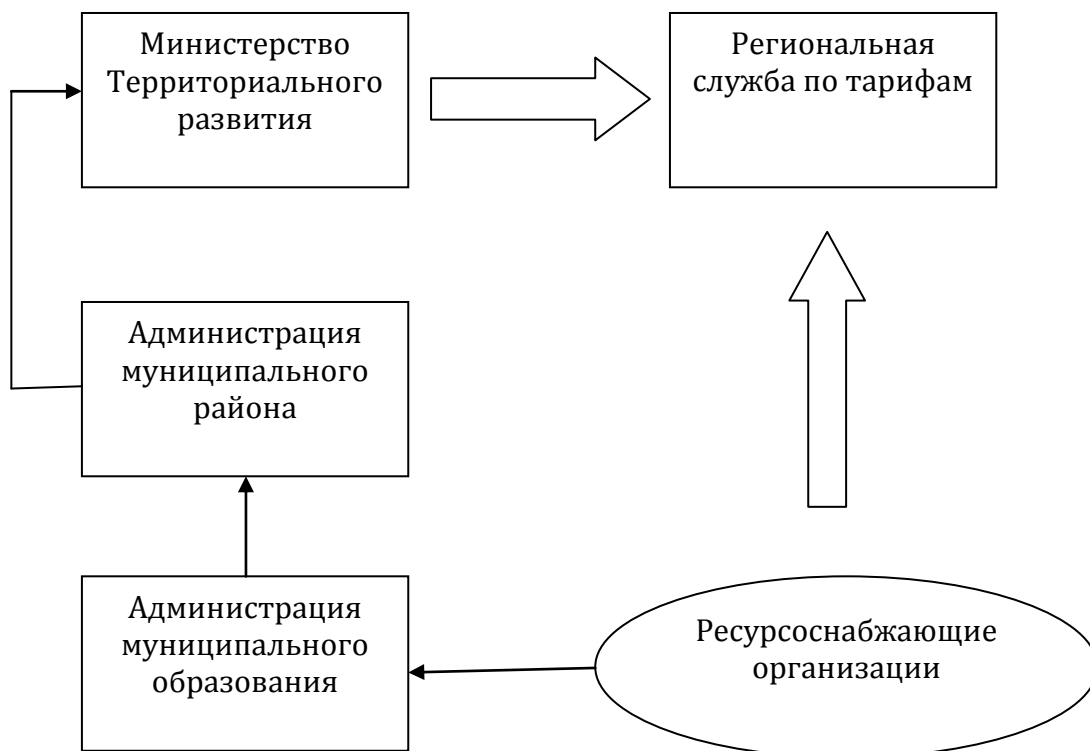 Министерство
Территориального
развития
Региональная
служба по тарифам
Администрация
муниципального
района
Администрация
муниципального
образования
Ресурсоснабжающие
организации